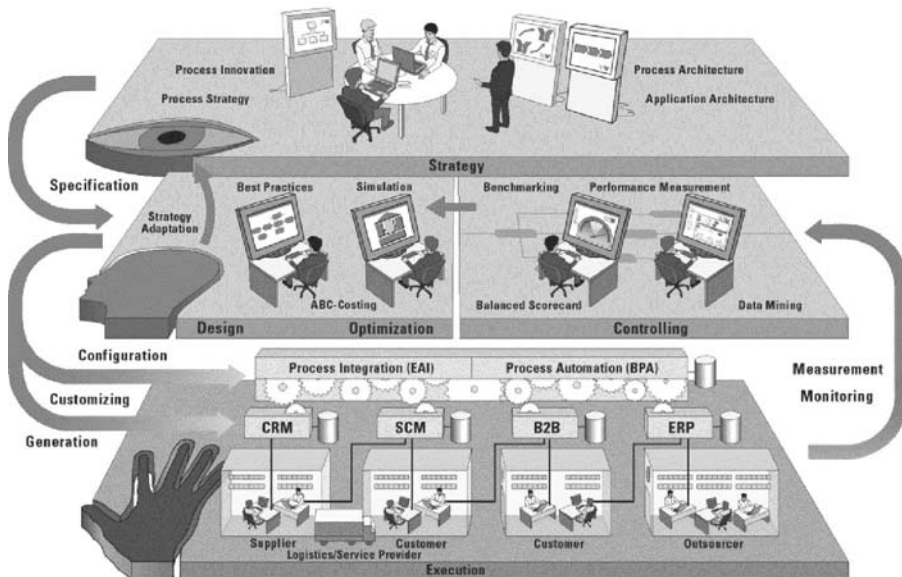 Process Innovation
Process Strategy
Process Architecture
Application Architecture
Strategy
Specification
Strategy
Adaptation
Best Practices
Simulation
Benchmarking
Performance Measurement
ABC-Costing
Balanced Scorecard
Data Mining
Design
Optimization
Controlling
Configuration
Customizing
Generation
Process Integration (EAI)
Process Automation (BPA)
Measurement
Monitoring
CRM
SCM
B2B
ERP
Supplier
Logistics/Service Provider
Customer
Customer
Outsourcer
Execution